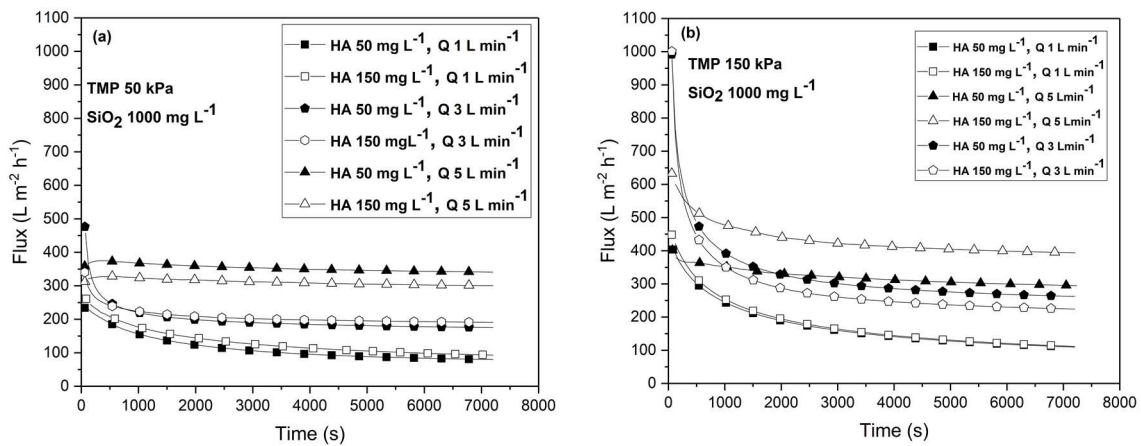 (a)
TMP 50 kPa
SiO₂ 1000 mg L⁻¹
HA 50 mg L⁻¹, Q 1 L min⁻¹
HA 150 mg L⁻¹, Q 1 L min⁻¹
HA 50 mg L⁻¹, Q 3 L min⁻¹
HA 150 mgL⁻¹, Q 3 L min⁻¹
HA 50 mg L⁻¹, Q 5 L min⁻¹
HA 150 mg L⁻¹, Q 5 L min⁻¹
Flux (L m⁻² h⁻¹)
1100
1000
900
800
700
600
500
400
300
200
100
0
0 1000 2000 3000 4000 5000 6000 7000 8000
Time (s)
(b)
TMP 150 kPa
SiO₂ 1000 mg L⁻¹
HA 50 mg L⁻¹, Q 1 L min⁻¹
HA 150 mg L⁻¹, Q 1 L min⁻¹
HA 50 mg L⁻¹, Q 5 Lmin⁻¹
HA 150 mg L⁻¹, Q 5 Lmin⁻¹
HA 50 mg L⁻¹, Q 3 Lmin⁻¹
HA 150 mg L⁻¹, Q 3 L min⁻¹
Flux (L m⁻² h⁻¹)
1100
1000
900
800
700
600
500
400
300
200
100
0
0 1000 2000 3000 4000 5000 6000 7000 8000
Time (s)